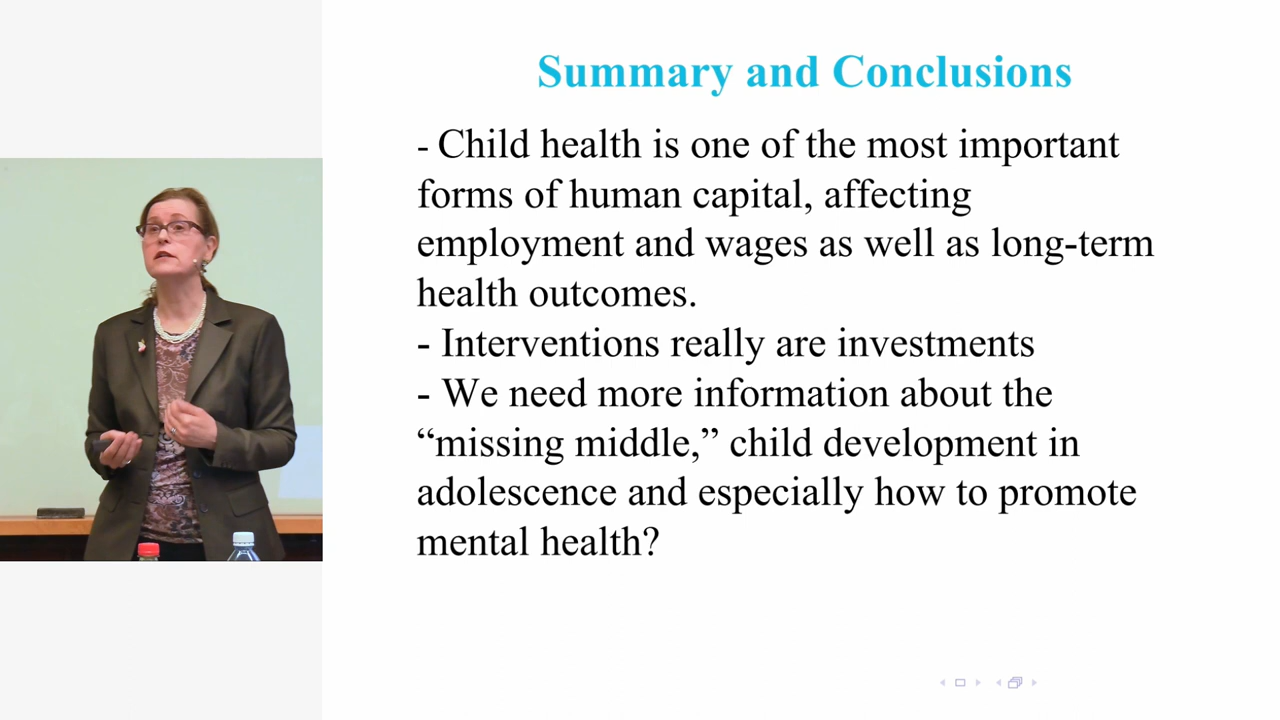 Summary and Conclusions
- Child health is one of the most important
forms of human capital, affecting
employment and wages as well as long-term
health outcomes.
- Interventions really are investments
- We need more information about the
“missing middle,” child development in
adolescence and especially how to promote
mental health?